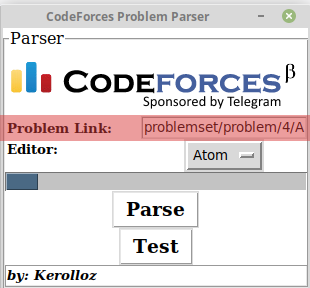 CodeForces Problem Parser
Parser
CODEFORCES β
Sponsored by Telegram
Problem Link: problemset/problem/4/A
Editor: Atom
Parse
Test
by: Kerolloz